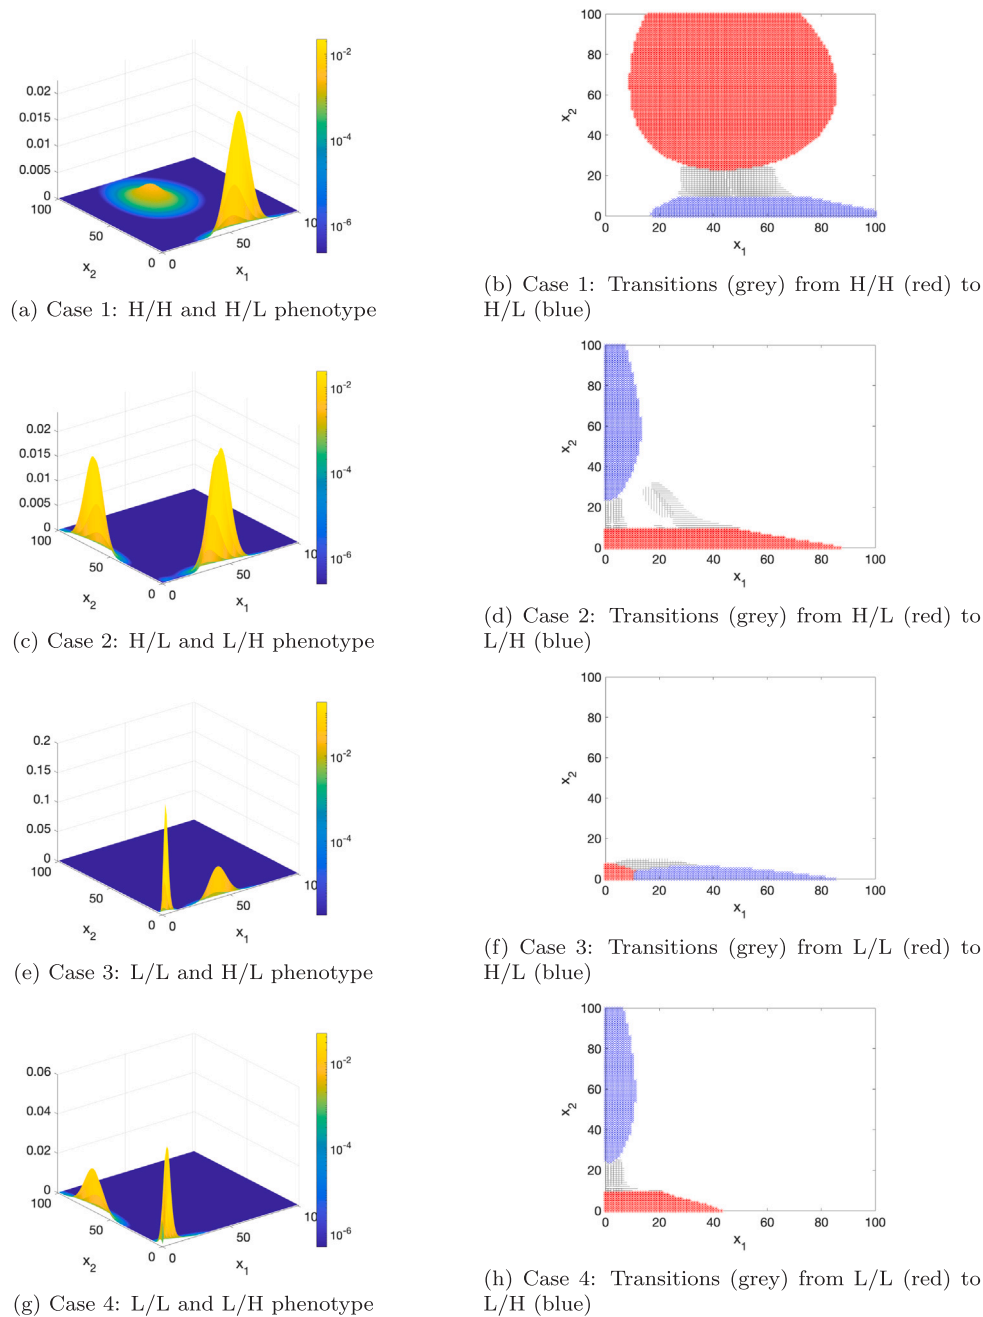 0.02
0.015
0.01
0.005
0
100
50
0
x2
0
50
10
x1
10-2
10-4
10-6
(a) Case 1: H/H and H/L phenotype
100
80
60
40
20
0
x2
0 20 40 60 80 100
x1
(b) Case 1: Transitions (grey) from H/H (red) to
H/L (blue)
0.02
0.015
0.01
0.005
0
100
50
0
x2
0
50
10
x1
10-2
10-4
10-6
(c) Case 2: H/L and L/H phenotype
100
80
60
40
20
0
x2
0 20 40 60 80 100
x1
(d) Case 2: Transitions (grey) from H/L (red) to
L/H (blue)
0.2
0.15
0.1
0.05
0
100
50
0
x2
0
50
1
x1
10-2
10-4
(e) Case 3: L/L and H/L phenotype
100
80
60
40
20
0
x2
0 20 40 60 80 100
x1
(f) Case 3: Transitions (grey) from L/L (red) to
H/L (blue)
0.06
0.04
0.02
0
100
50
0
x2
0
50
10
x1
10-2
10-4
10-6
(g) Case 4: L/L and L/H phenotype
100
80
60
40
20
0
x2
0 20 40 60 80 100
x1
(h) Case 4: Transitions (grey) from L/L (red) to
L/H (blue)